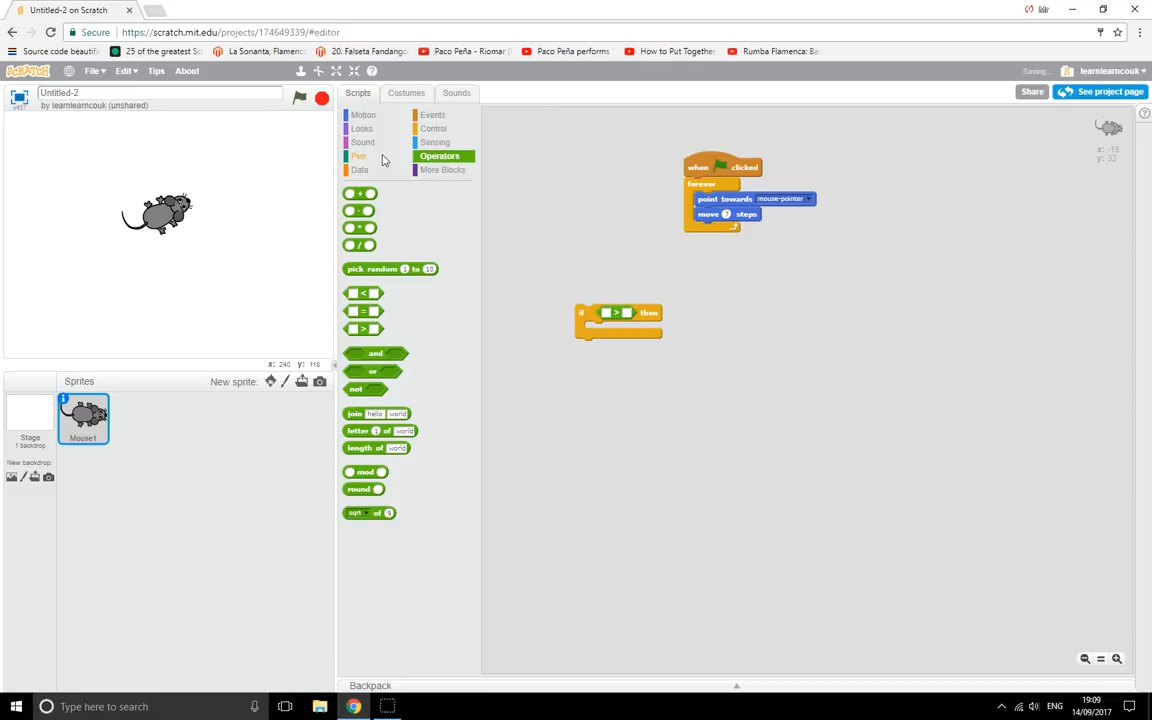 Untitled-2 on Scratch
Mr
Secure https://scratch.mit.edu/projects/174649339/#editor
Source code beautif
25 of the greatest Sc
La Sonanta, Flamenc
20. Falseta Fandango
Paco Peña - Riomar (
Paco Peña performs
How to Put Together
Rumba Flamenca: Ba
SCRATCH File Edit Tips About Saving... learnlearncouk
v457 Untitled-2
by learnlearncouk (unshared)
Scripts Costumes Sounds
Share See project page
Motion Events
Looks Control
Sound Sensing
Pen Operators
Data More Blocks
+
-
*
/
pick random 1 to 10
<
=
>
and
or
not
join hello world
letter 1 of world
length of world
mod
round
sqrt of 9
when clicked
forever
point towards mouse-pointer
move 7 steps
if > then
x: -15
y: 32
x: 240 y: 118
Sprites New sprite:
Stage
1 backdrop
New backdrop:
Mouse1
Backpack
Type here to search
ENG
19:09
14/09/2017